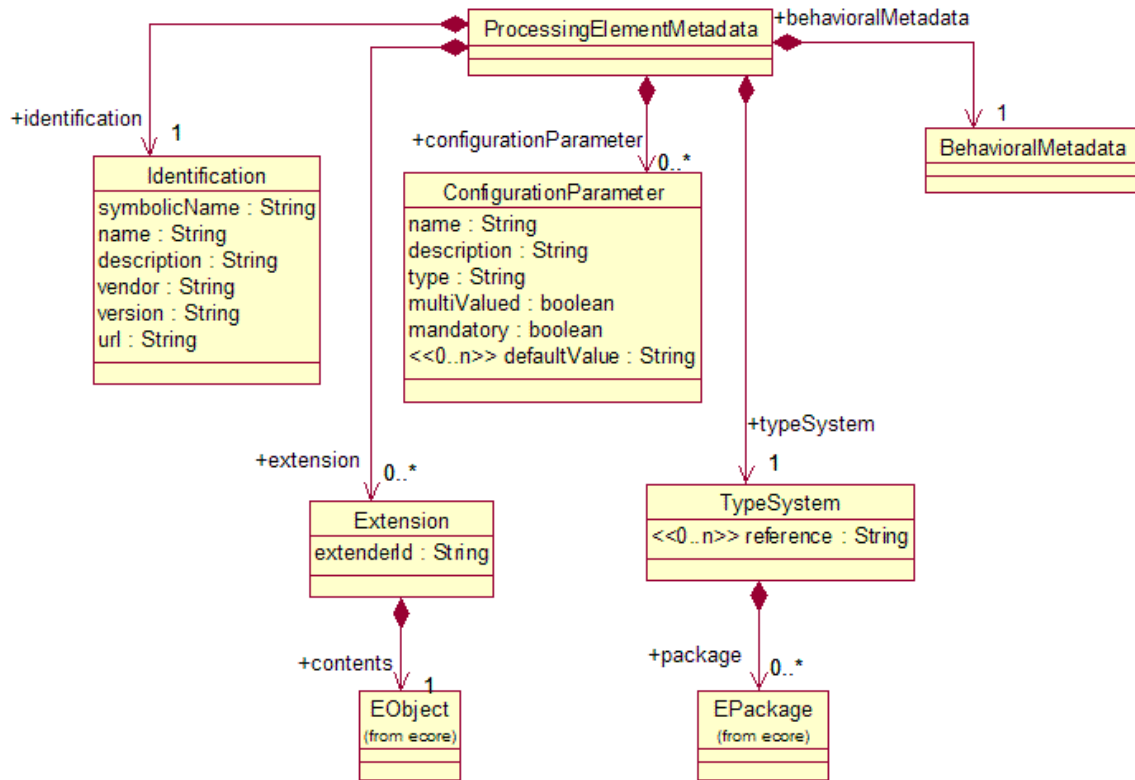 ProcessingElementMetadata
+behavioralMetadata
+identification
1
+configurationParameter
0..*
1
BehavioralMetadata
Identification
symbolicName : String
name : String
description : String
vendor : String
version : String
url : String
ConfigurationParameter
name : String
description : String
type : String
multiValued : boolean
mandatory : boolean
<<0..n>> defaultValue : String
+extension
0..*
+typeSystem
1
Extension
extenderId : String
TypeSystem
<<0..n>> reference : String
+contents
1
+package
0..*
EObject
(from ecore)
EPackage
(from ecore)